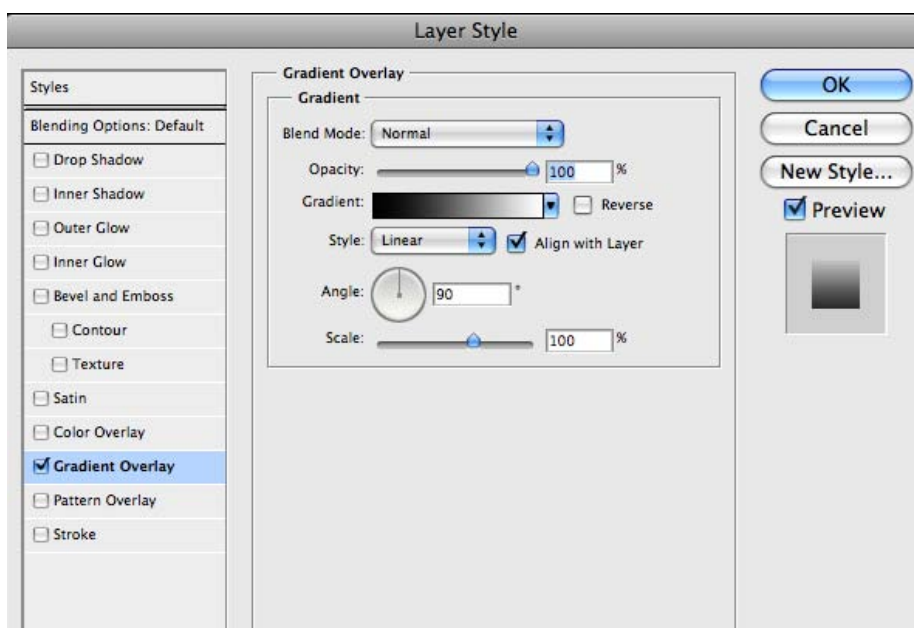 Layer Style
Styles
Blending Options: Default
Drop Shadow
Inner Shadow
Outer Glow
Inner Glow
Bevel and Emboss
Contour
Texture
Satin
Color Overlay
Gradient Overlay
Pattern Overlay
Stroke
Gradient Overlay
Gradient
Blend Mode: Normal
Opacity: 100 %
Gradient: Reverse
Style: Linear Align with Layer
Angle: 90 °
Scale: 100 %
OK
Cancel
New Style...
Preview